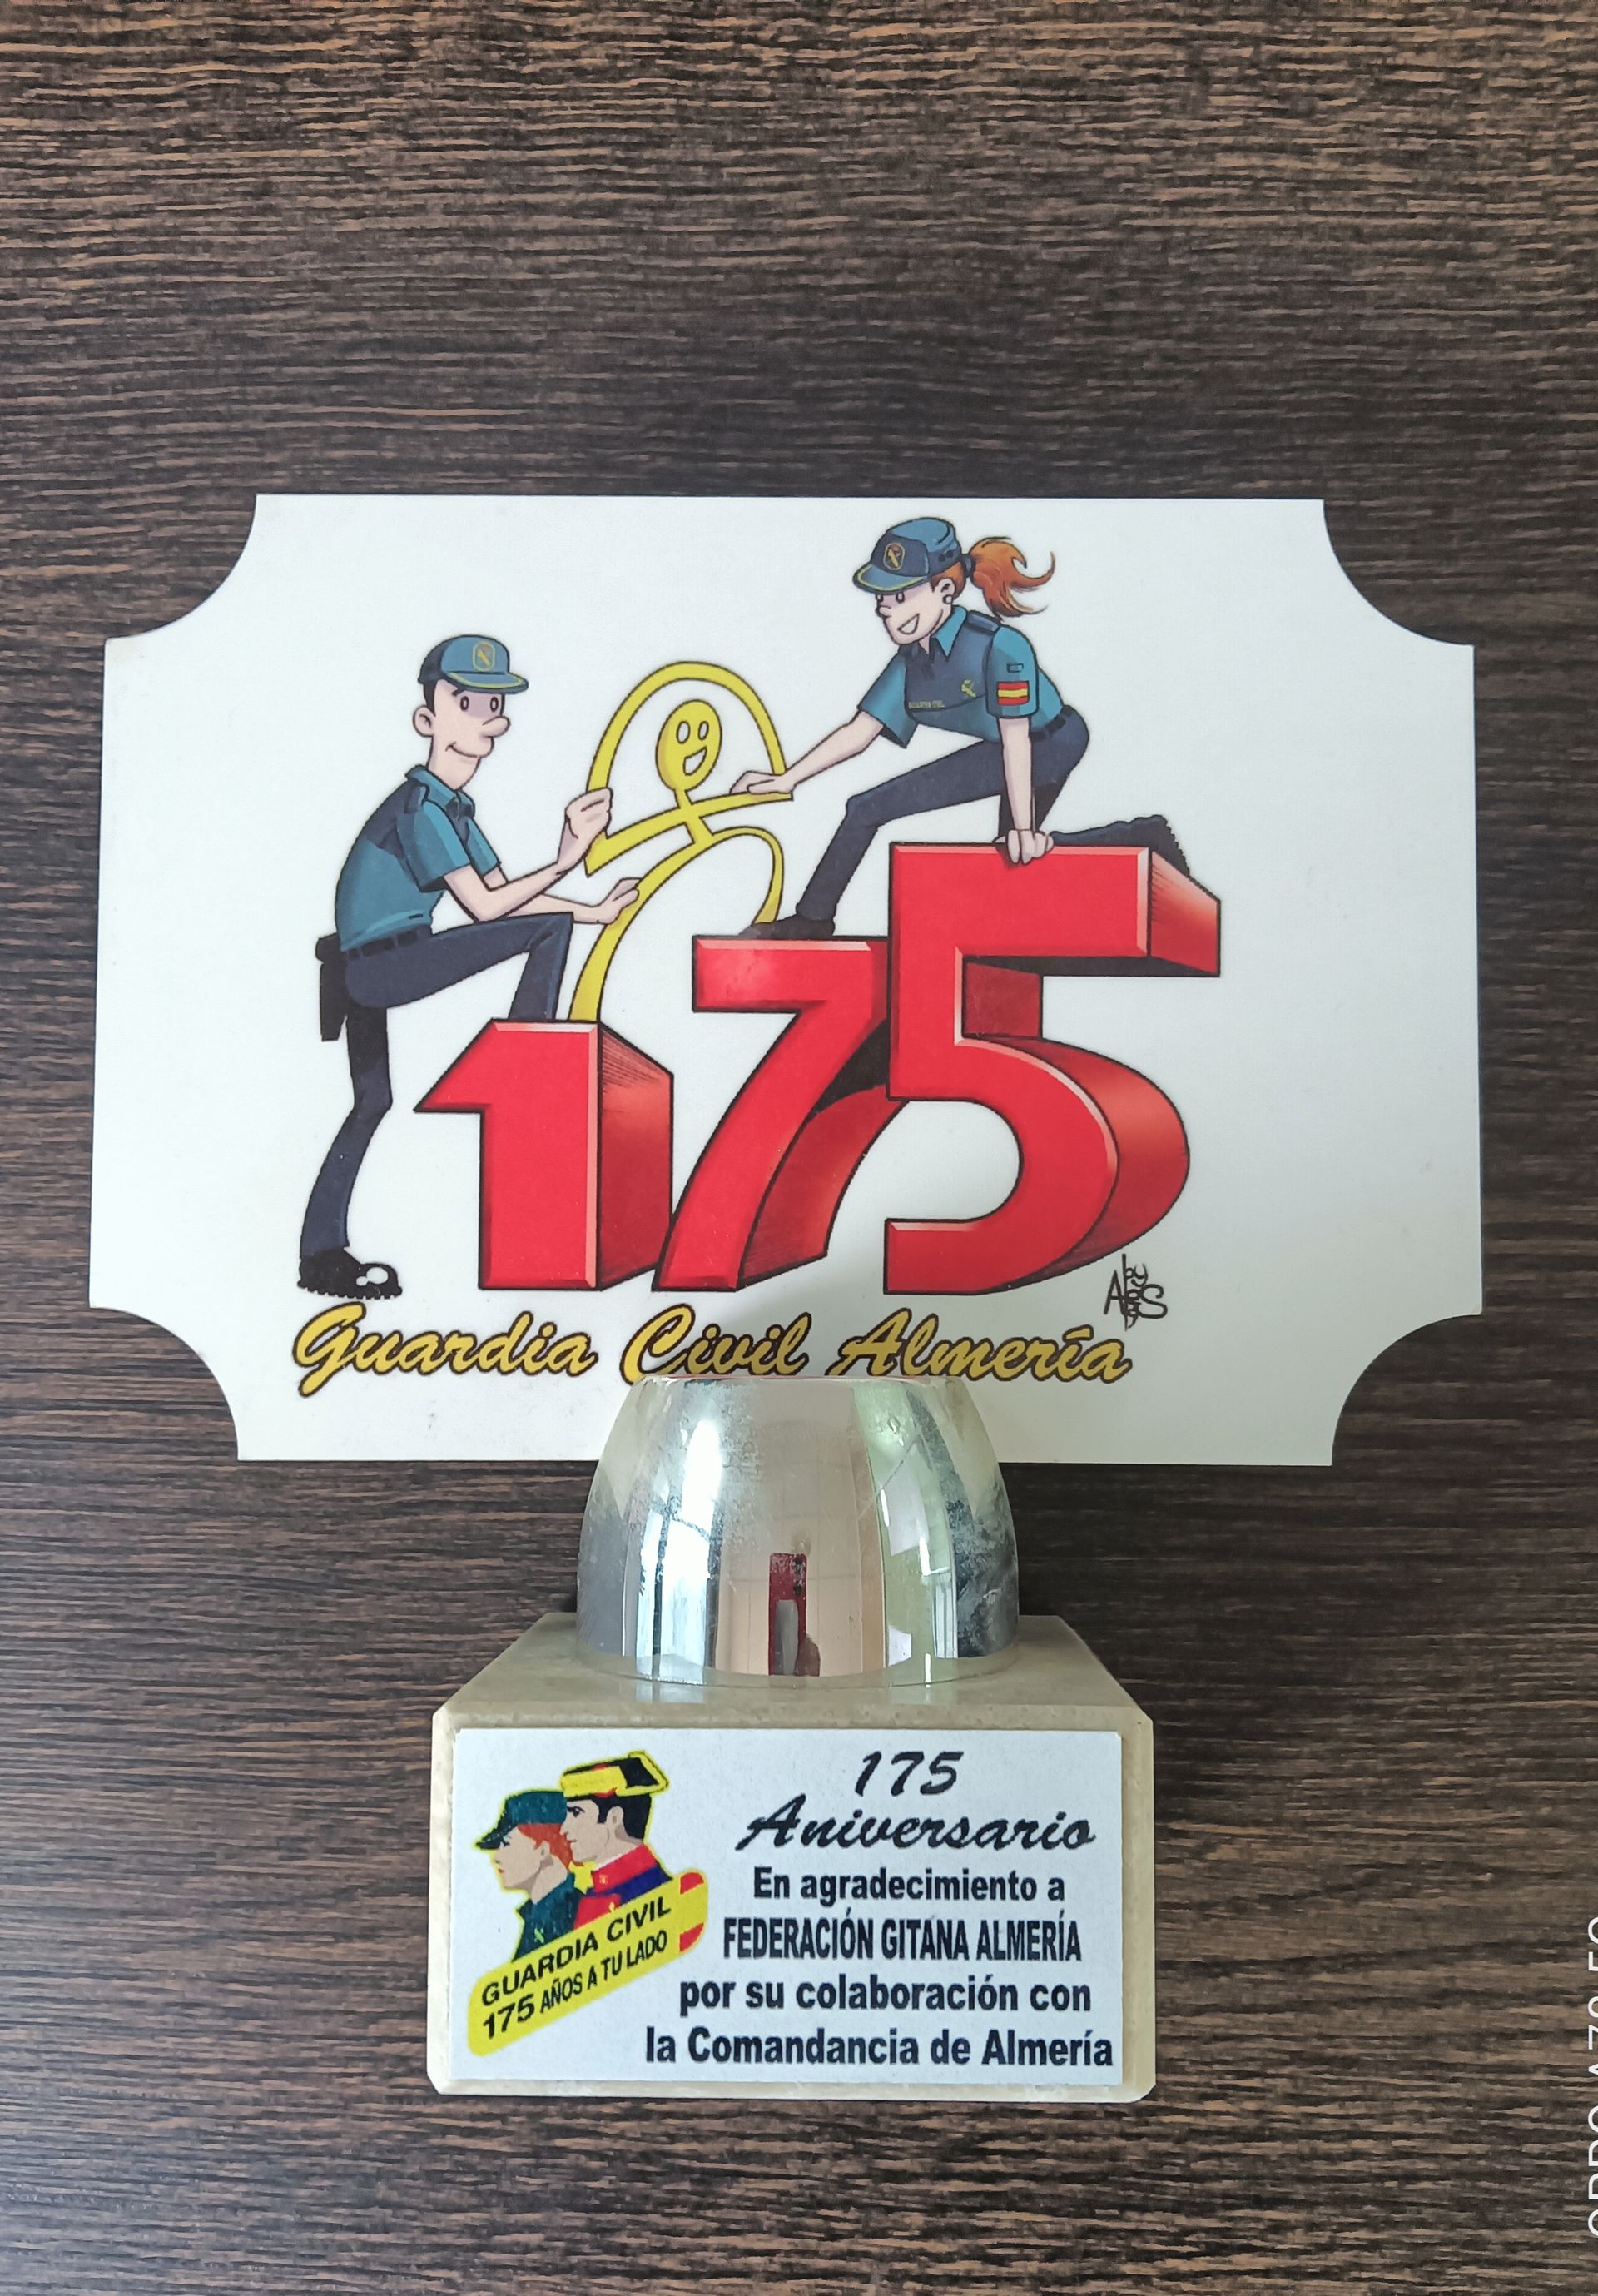 175
by
Guardia Civil Almería
175
Aniversario
En agradecimiento a
FEDERACIÓN GITANA ALMERÍA
por su colaboración con
la Comandancia de Almería
GUARDIA CIVIL
175 AÑOS A TU LADO